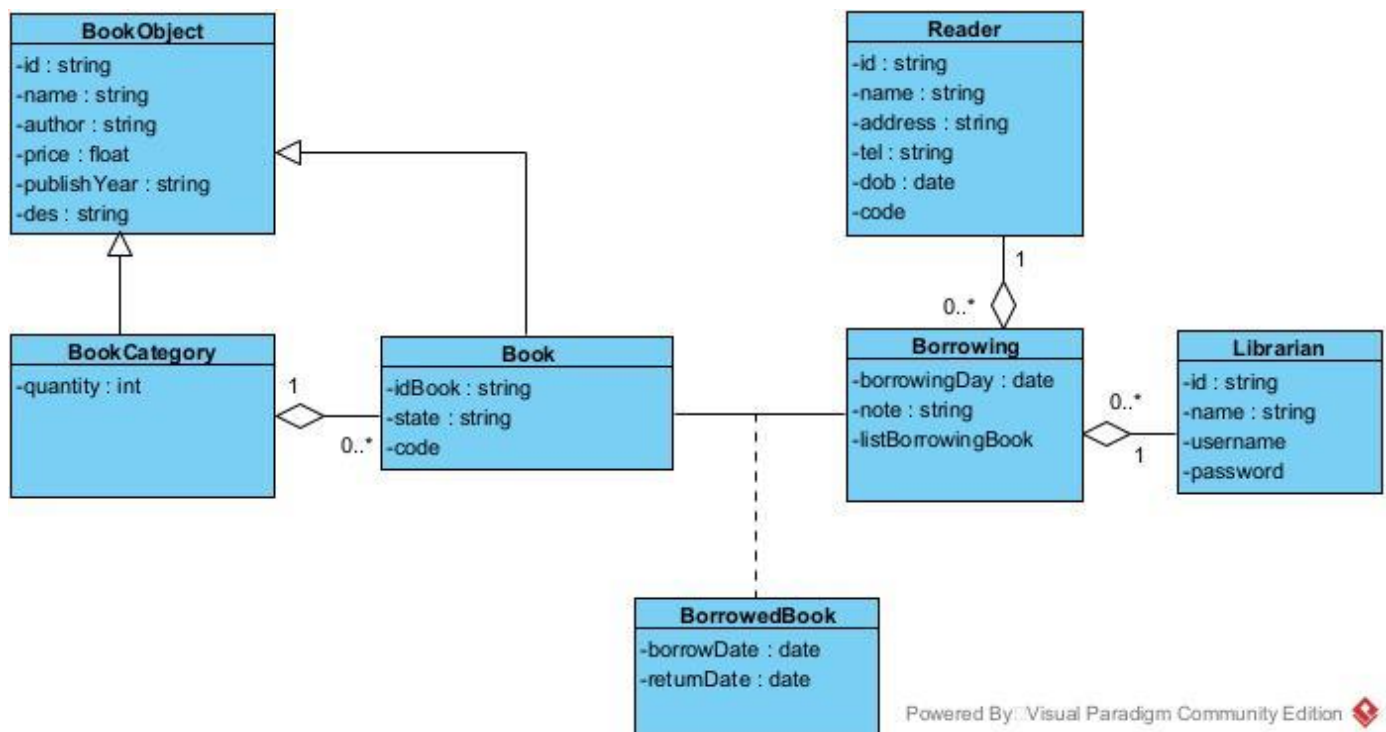 BookObject
-id : string
-name : string
-author : string
-price : float
-publishYear : string
-des : string
Reader
-id : string
-name : string
-address : string
-tel : string
-dob : date
-code
1
0..*
BookCategory
-quantity : int
1
0..*
Book
-idBook : string
-state : string
-code
Borrowing
-borrowingDay : date
-note : string
-listBorrowingBook
0..*
1
Librarian
-id : string
-name : string
-username
-password
BorrowedBook
-borrowDate : date
-returnDate : date
Powered By: Visual Paradigm Community Edition